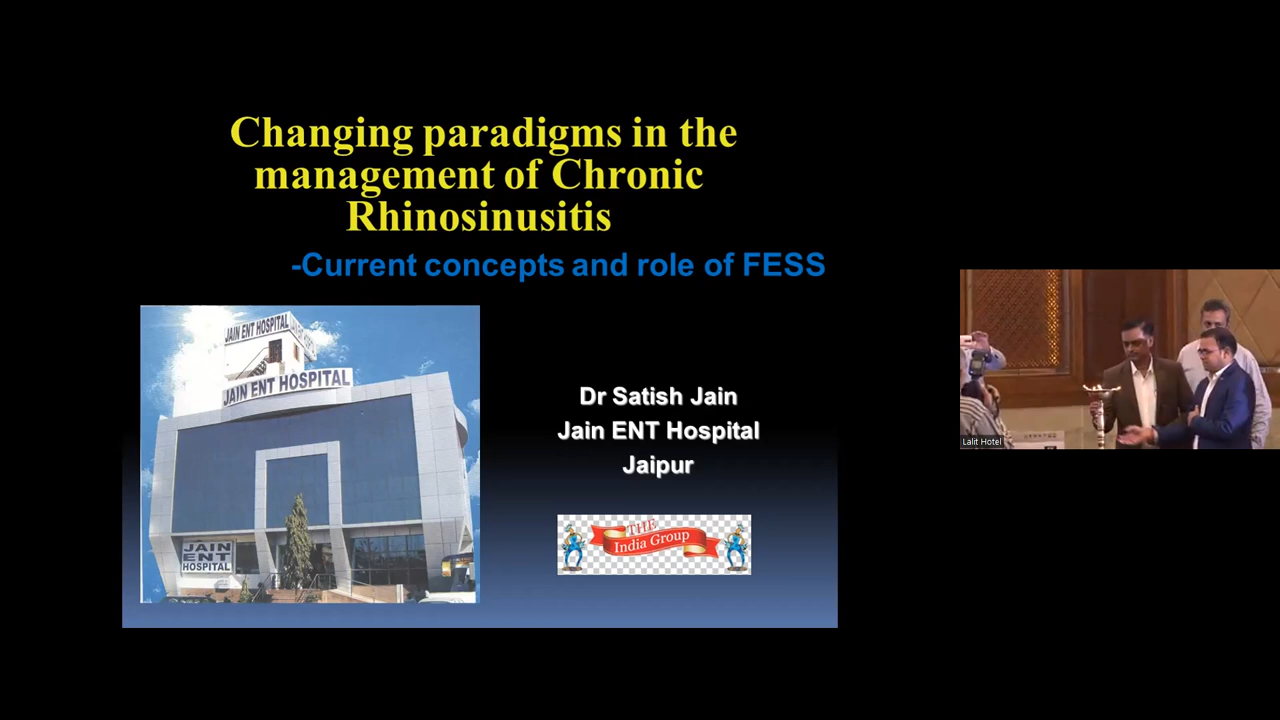 Changing paradigms in the
management of Chronic
Rhinosinusitis
-Current concepts and role of FESS
JAIN ENT HOSPITAL
JAIN ENT HOSPITAL
JAIN
ENT
HOSPITAL
Dr Satish Jain
Jain ENT Hospital
Jaipur
THE
India Group
Lalit Hotel